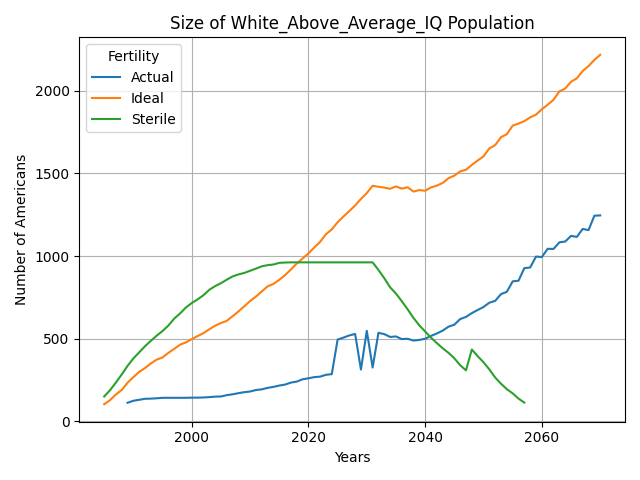 Size of White_Above_Average_IQ Population
Fertility
Actual
Ideal
Sterile
Number of Americans
2000
1500
1000
500
0
2000
2020
2040
2060
Years